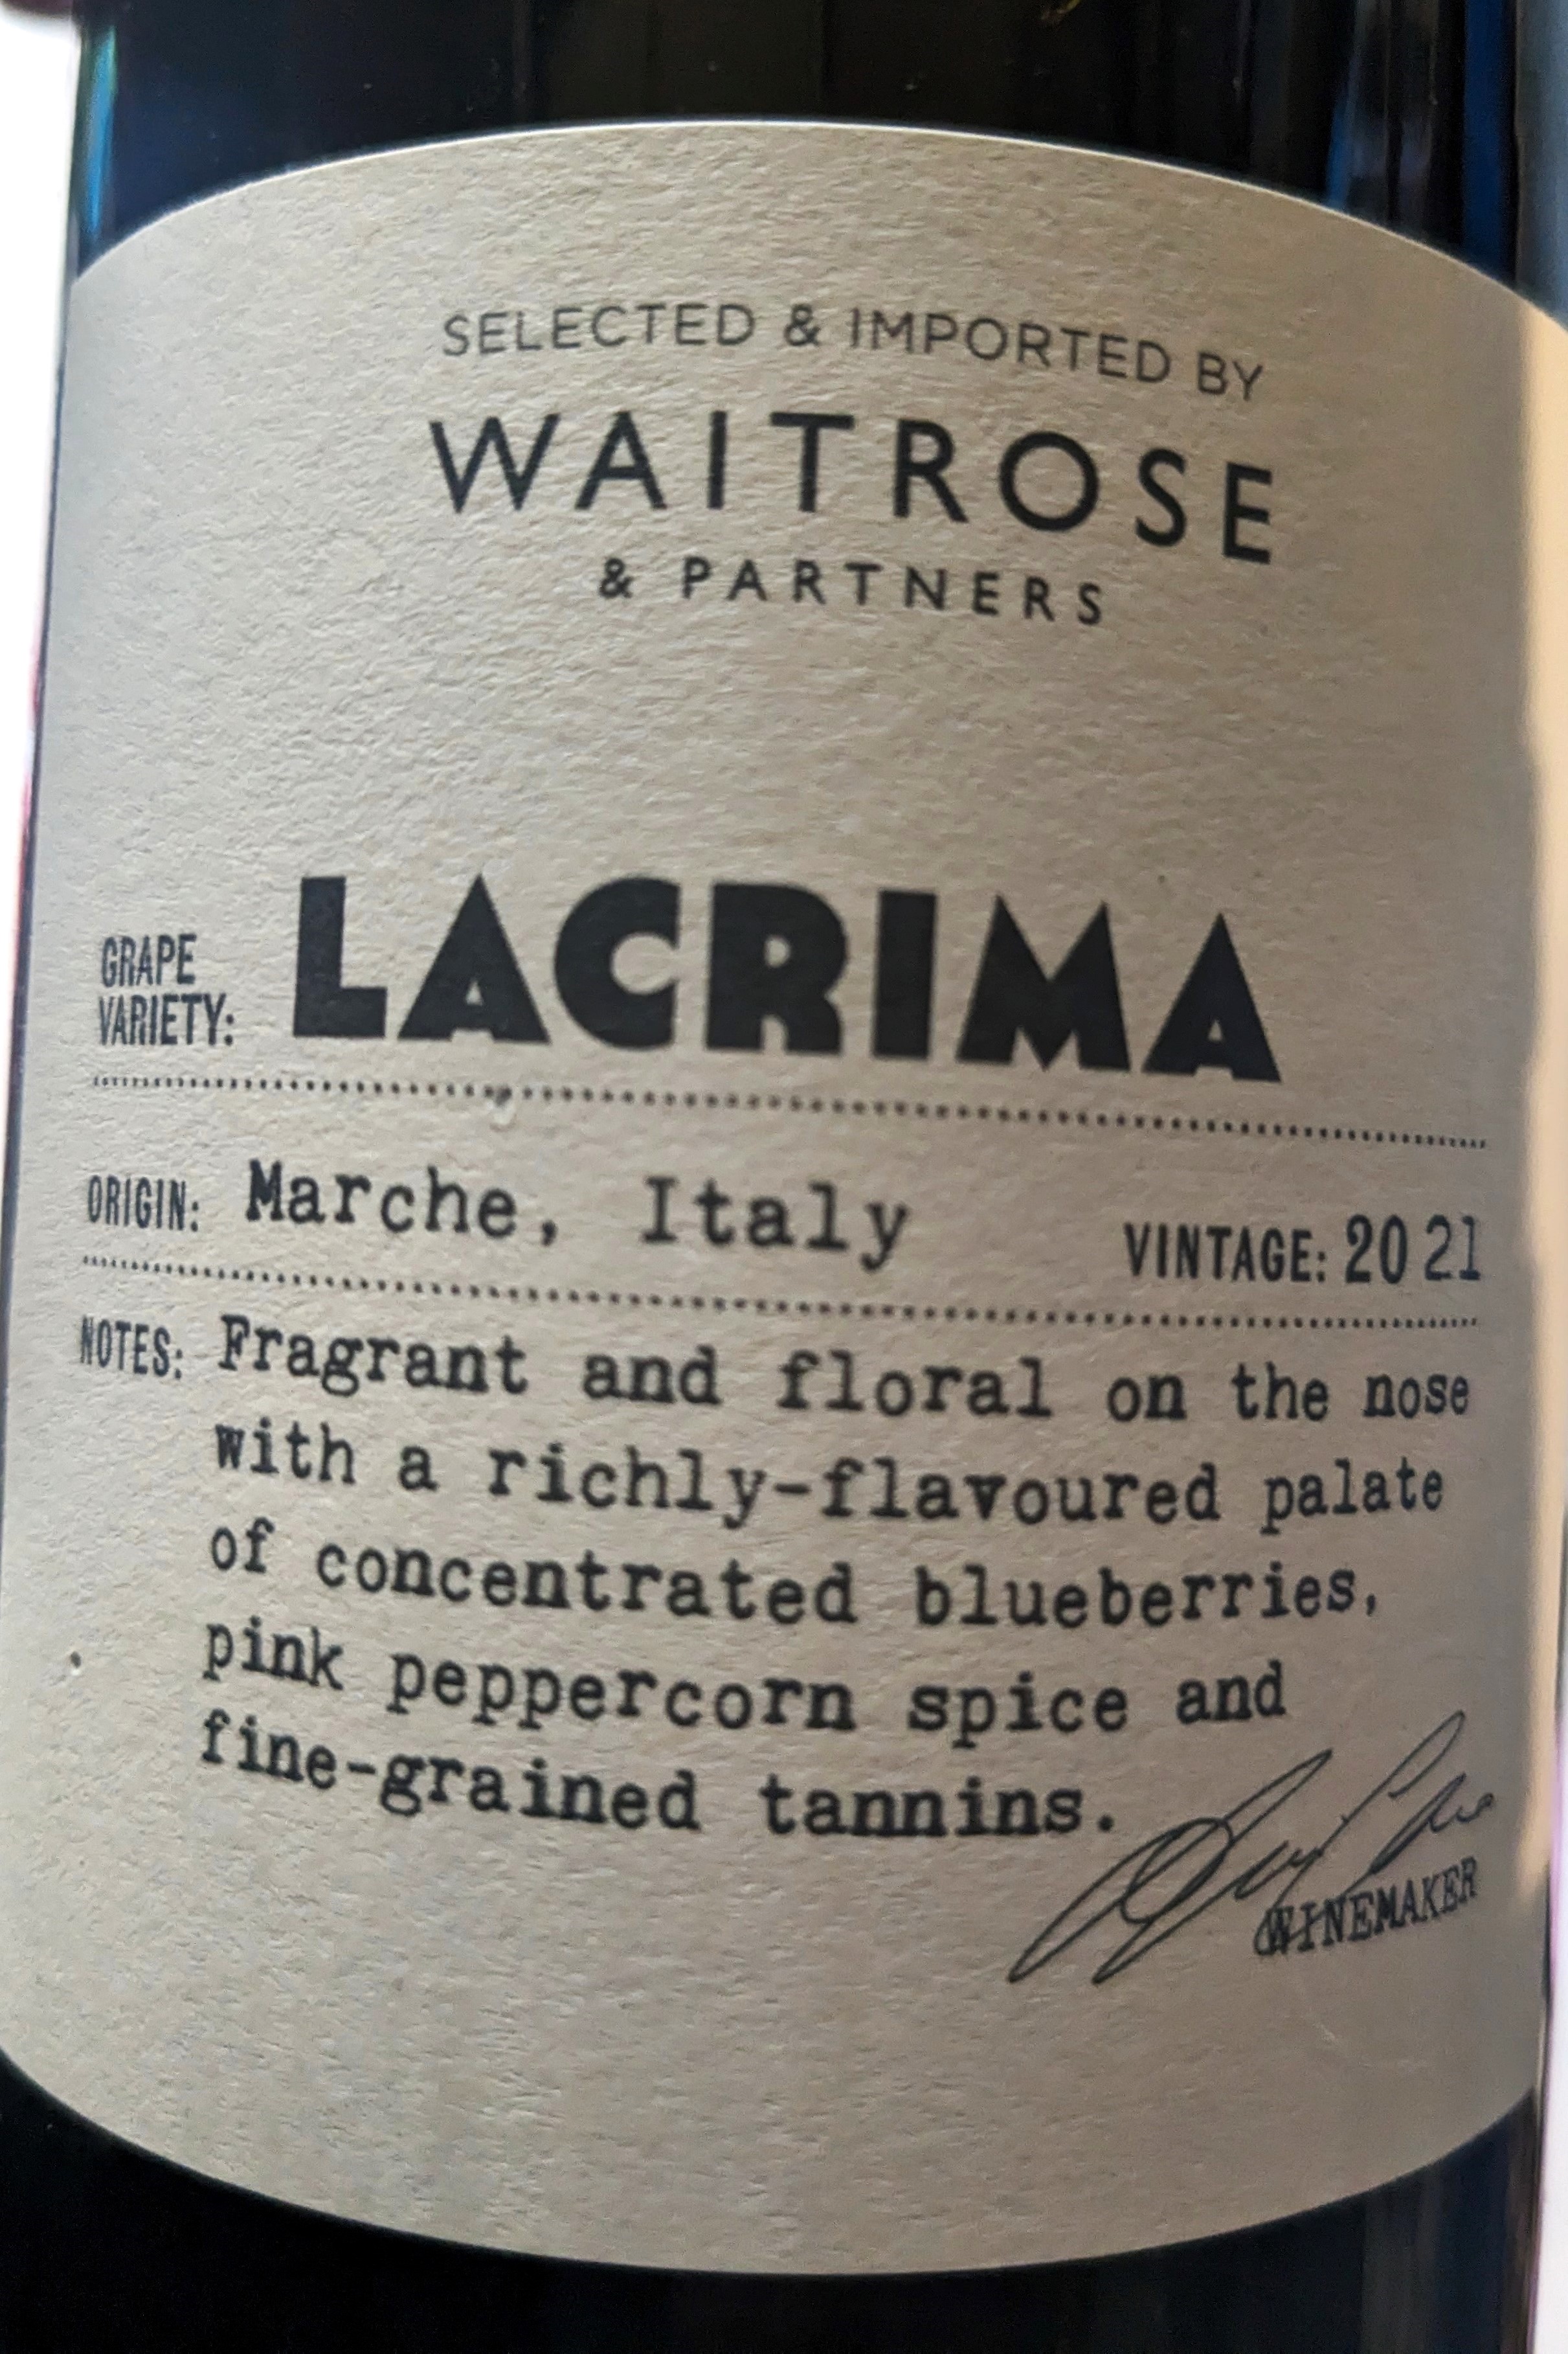 SELECTED & IMPORTED BY
WAITROSE
& PARTNERS
GRAPE
VARIETY: LACRIMA
ORIGIN: Marche, Italy VINTAGE: 2021
NOTES: Fragrant and floral on the nose
with a richly-flavoured palate
of concentrated blueberries,
pink peppercorn spice and
fine-grained tannins.
WINEMAKER